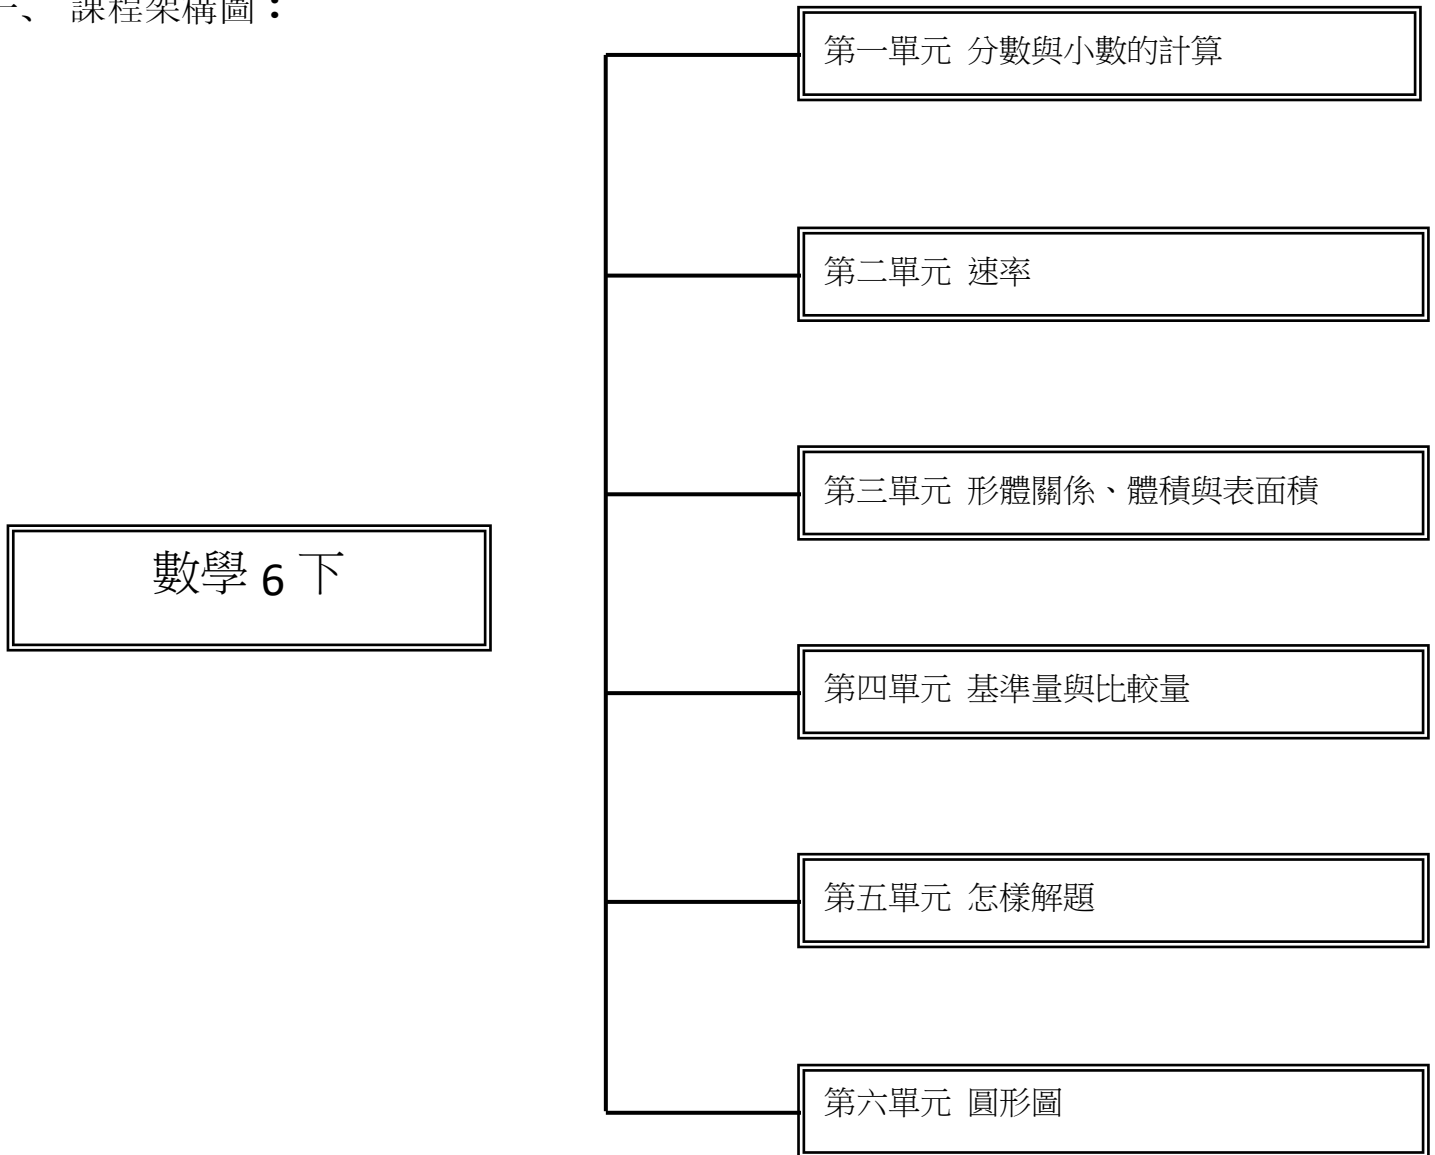 一、 課程架構圖：
第一單元 分數與小數的計算
第二單元 速率
第三單元 形體關係、體積與表面積
數學 6 下
第四單元 基準量與比較量
第五單元 怎樣解題
第六單元 圓形圖